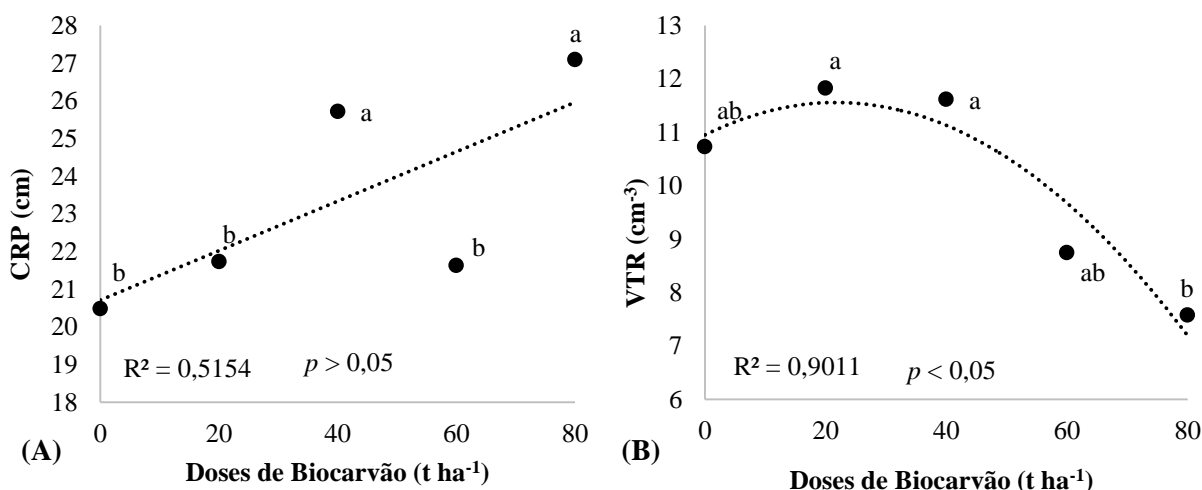 28
27
26
25
24
23
22
21
20
19
18
CRP (cm)
a
a
b
b
b
R² = 0,5154 p > 0,05
0 20 40 60 80
(A)
Doses de Biocarvão (t ha⁻¹)
13
12
11
10
9
8
7
6
VTR (cm⁻³)
a
ab
a
ab
b
R² = 0,9011 p < 0,05
0 20 40 60 80
(B)
Doses de Biocarvão (t ha⁻¹)